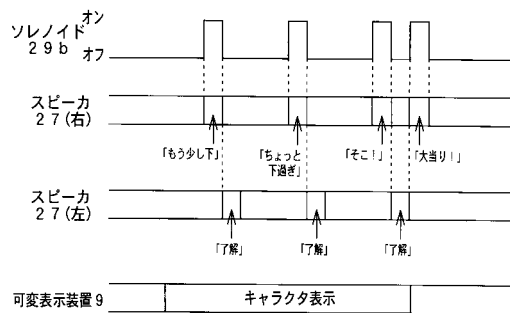 オン
ソレノイド
29b
オフ
スピーカ
27(右)
「もう少し下」
「ちょっと
下過ぎ」
「そこ!」
「大当り!」
スピーカ
27(左)
「了解」
「了解」
「了解」
可変表示装置9
キャラクタ表示